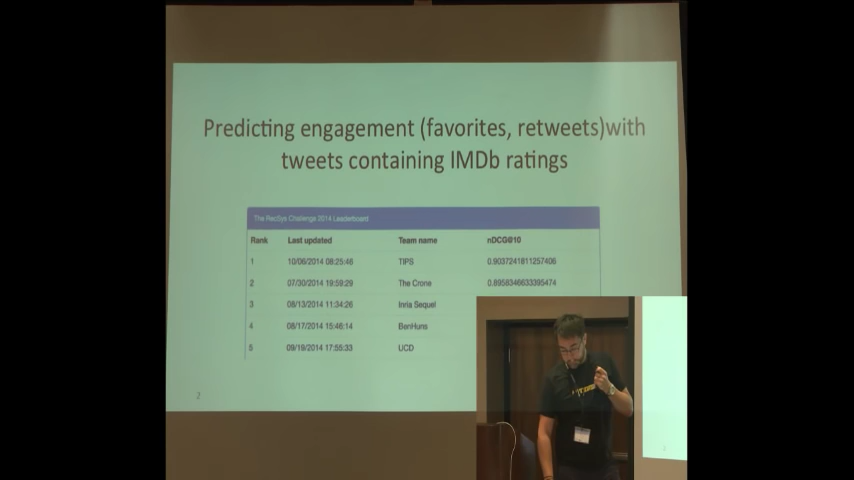 Predicting engagement (favorites, retweets)with
tweets containing IMDb ratings
The RecSys Challenge 2014 Leaderboard
Rank Last updated Team name nDCG@10
1 10/06/2014 08:25:46 TIPS 0.9037241811257406
2 07/30/2014 19:59:29 The Crone 0.8958346633395474
3 08/13/2014 11:34:26 Inria Sequel
4 08/17/2014 15:46:14 BenHuns
5 09/19/2014 17:55:33 UCD
2